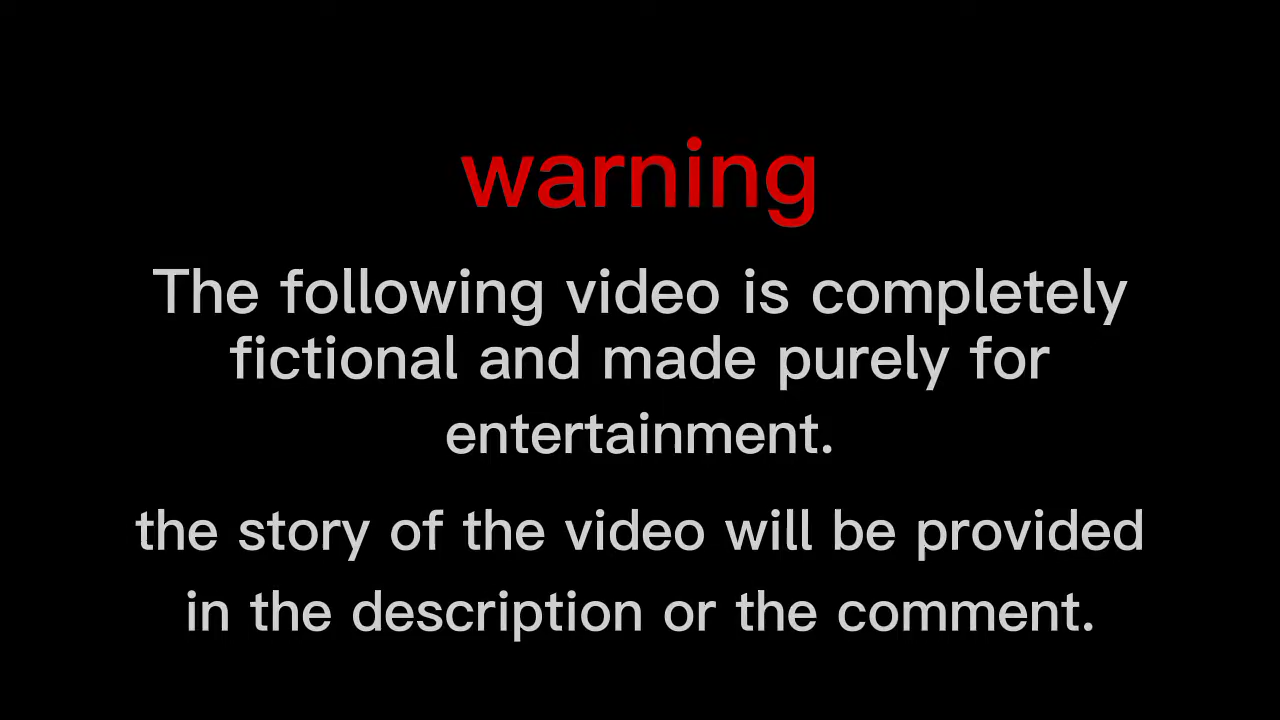 warning
The following video is completely
fictional and made purely for
entertainment.
the story of the video will be provided
in the description or the comment.